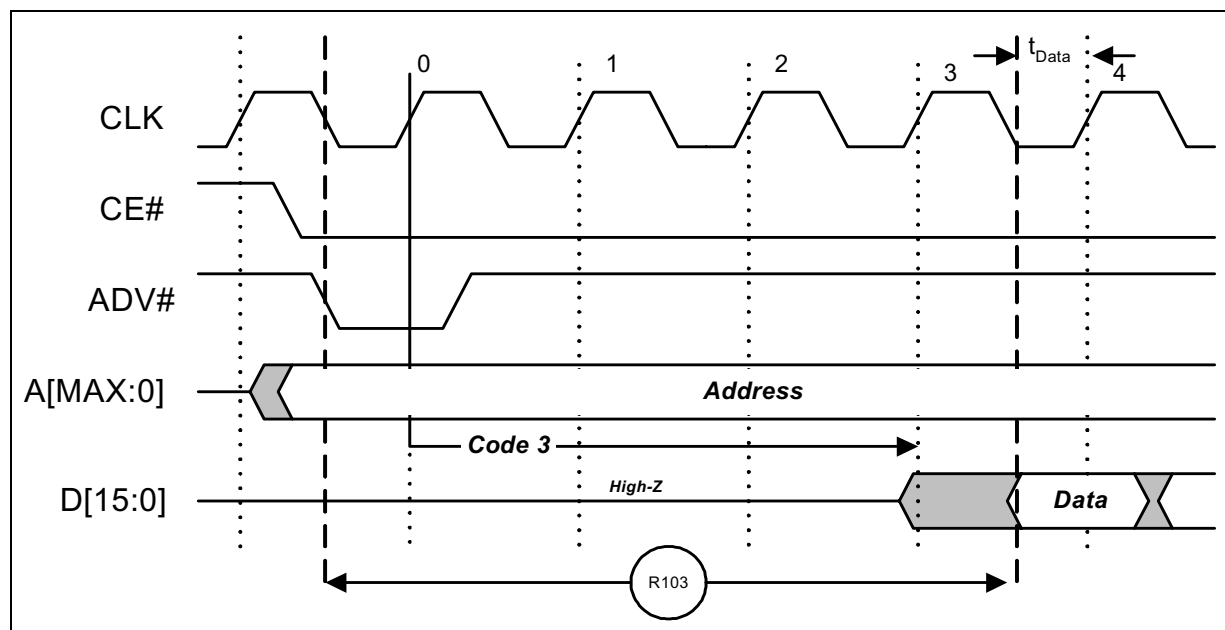 0
1
2
3
t_Data
4
CLK
CE#
ADV#
A[MAX:0]
Address
Code 3
High-Z
D[15:0]
Data
R103